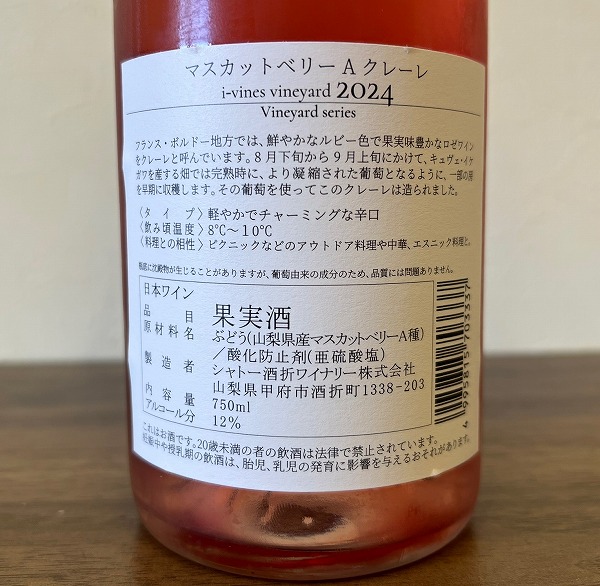 マスカットベリーAクレーレ
i-vines vineyard 2024
Vineyard series
フランス・ボルドー地方では、鮮やかなルビー色で果実味豊かなロゼワイン
をクレーレと呼んでいます。8月下旬から9月上旬にかけて、キュヴェ・イケ
ガワを産する畑では完熟時に、より凝縮された葡萄となるように、一部の房
を早期に収穫します。その葡萄を使ってこのクレーレは造られました。
〈タイプ〉軽やかでチャーミングな辛口
〈飲み頃温度〉8℃〜10℃
〈料理との相性〉ピクニックなどのアウトドア料理や中華、エスニック料理と。
瓶底に沈殿物が生じることがありますが、葡萄由来の成分のため、品質には問題ありません。
日本ワイン
品目 果実酒
原材料名 ぶどう(山梨県産マスカットベリーA種)
／酸化防止剤(亜硫酸塩)
製造者 シャトー酒折ワイナリー株式会社
山梨県甲府市酒折町1338-203
内容量 750ml
アルコール分 12%
これはお酒です。20歳未満の者の飲酒は法律で禁止されています。
妊娠中や授乳期の飲酒は、胎児、乳児の発育に影響を与えるおそれがあります。
4 995815 703337